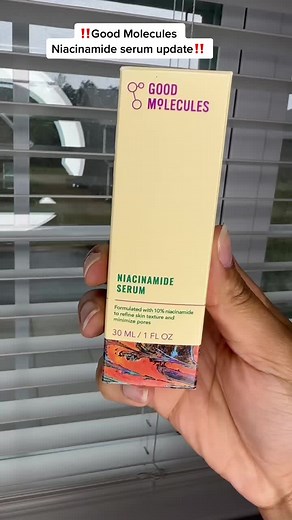 ‼️Good Molecules
Niacinamide serum update‼️
GOOD
MOLECULES
NIACINAMIDE
SERUM
Formulated with 10% niacinamide
to refine skin texture and
minimize pores
30 ML / 1 FL OZ